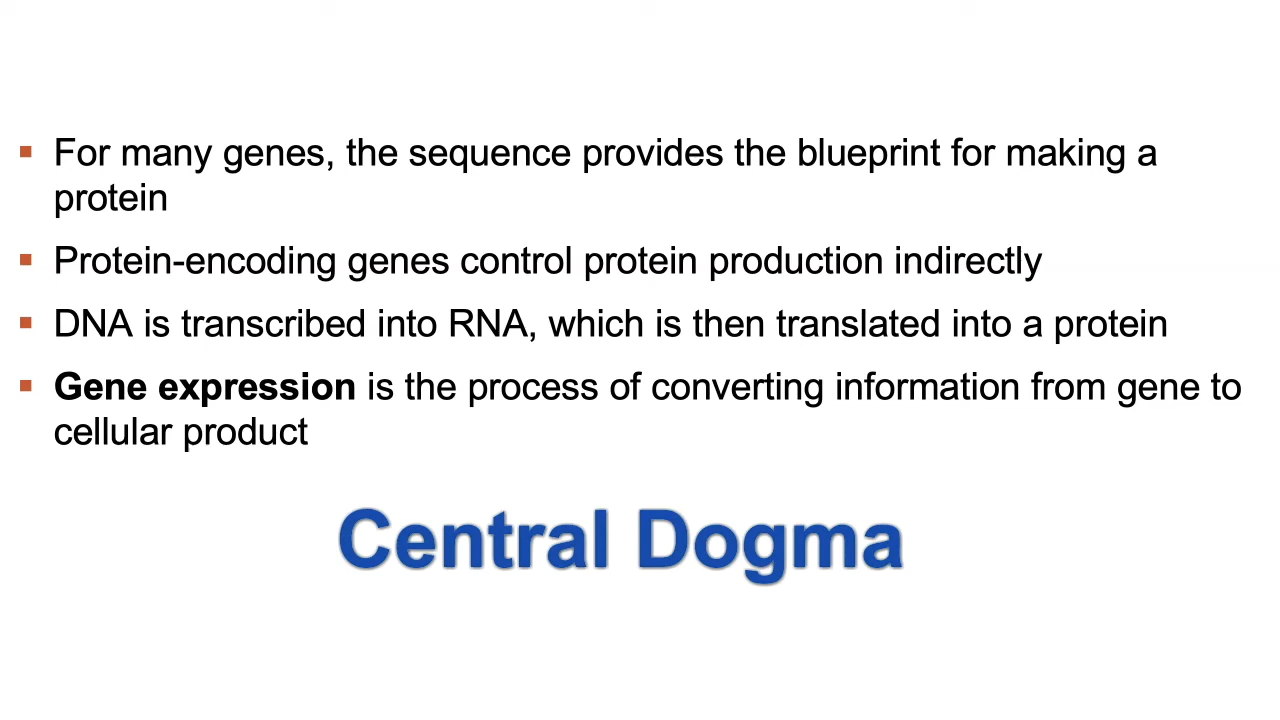 For many genes, the sequence provides the blueprint for making a
protein
Protein-encoding genes control protein production indirectly
DNA is transcribed into RNA, which is then translated into a protein
Gene expression is the process of converting information from gene to
cellular product
Central Dogma